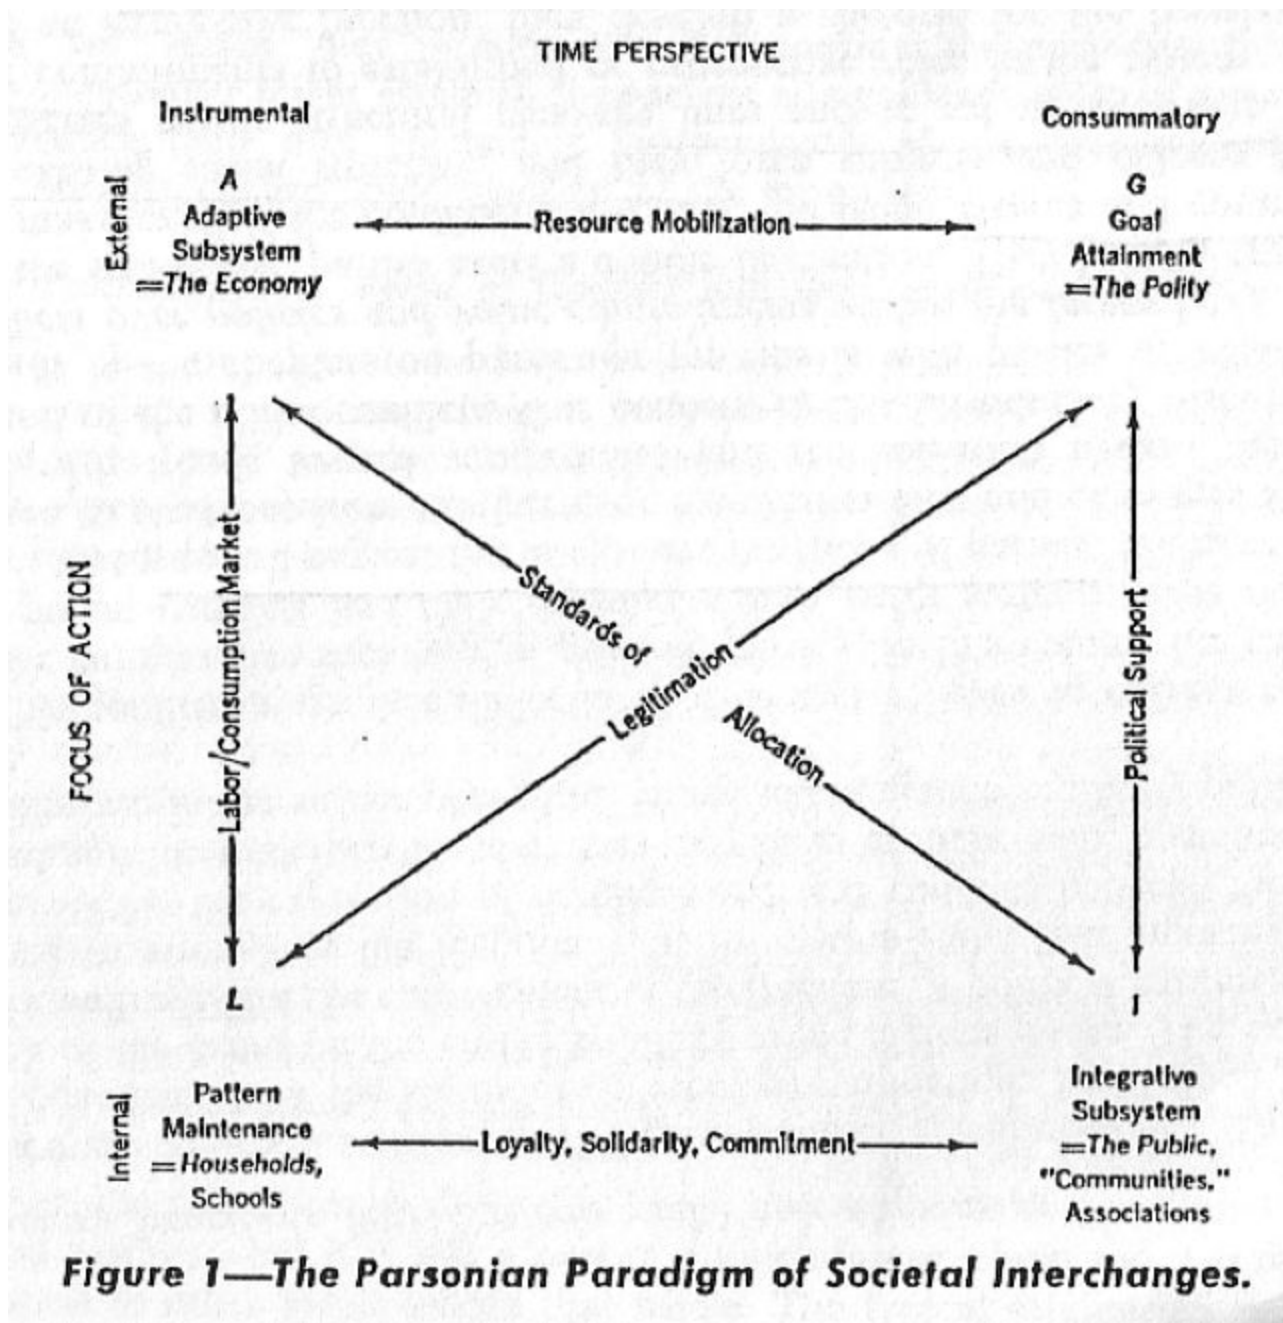 TIME PERSPECTIVE
Instrumental
Consummatory
External
A
Adaptive
Subsystem
=The Economy
Resource Mobilization
G
Goal
Attainment
=The Polity
FOCUS OF ACTION
Labor/Consumption Market
Standards of
Allocation
Legitimation
Political Support
L
I
Internal
Pattern
Maintenance
=Households,
Schools
Loyalty, Solidarity, Commitment
Integrative
Subsystem
=The Public,
"Communities,"
Associations
Figure 1—The Parsonian Paradigm of Societal Interchanges.